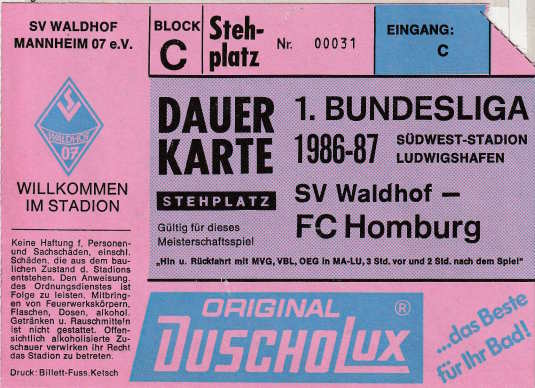 SV WALDHOF
MANNHEIM 07 e.V.
WALDHOF
07
WILLKOMMEN
IM STADION
Keine Haftung f. Personen-
und Sachschäden, einschl.
Schäden, die aus dem bau-
lichen Zustand d. Stadions
entstehen. Den Anweisung.
des Ordnungsdienstes ist
Folge zu leisten. Mitbring-
en von Feuerwerkskörpern,
Flaschen, Dosen, alkohol.
Getränken u. Rauschmitteln
ist nicht gestattet. Offen-
sichtlich alkoholisierte Zu-
schauer verwirken ihr Recht
das Stadion zu betreten.
Druck: Billett-Fuss. Ketsch
BLOCK
C
Steh-
platz
Nr. 00031
EINGANG:
C
DAUER
KARTE
STEHPLATZ
Gültig für dieses
Meisterschaftsspiel
1. BUNDESLIGA
1986-87
SÜDWEST-STADION
LUDWIGSHAFEN
SV Waldhof –
FC Homburg
„Hin u. Rückfahrt mit MVG, VBL, OEG in MA-LU, 3 Std. vor und 2 Std. nach dem Spiel"
ORIGINAL ®
DUSCHOLUX
...das Beste
für Ihr Bad!